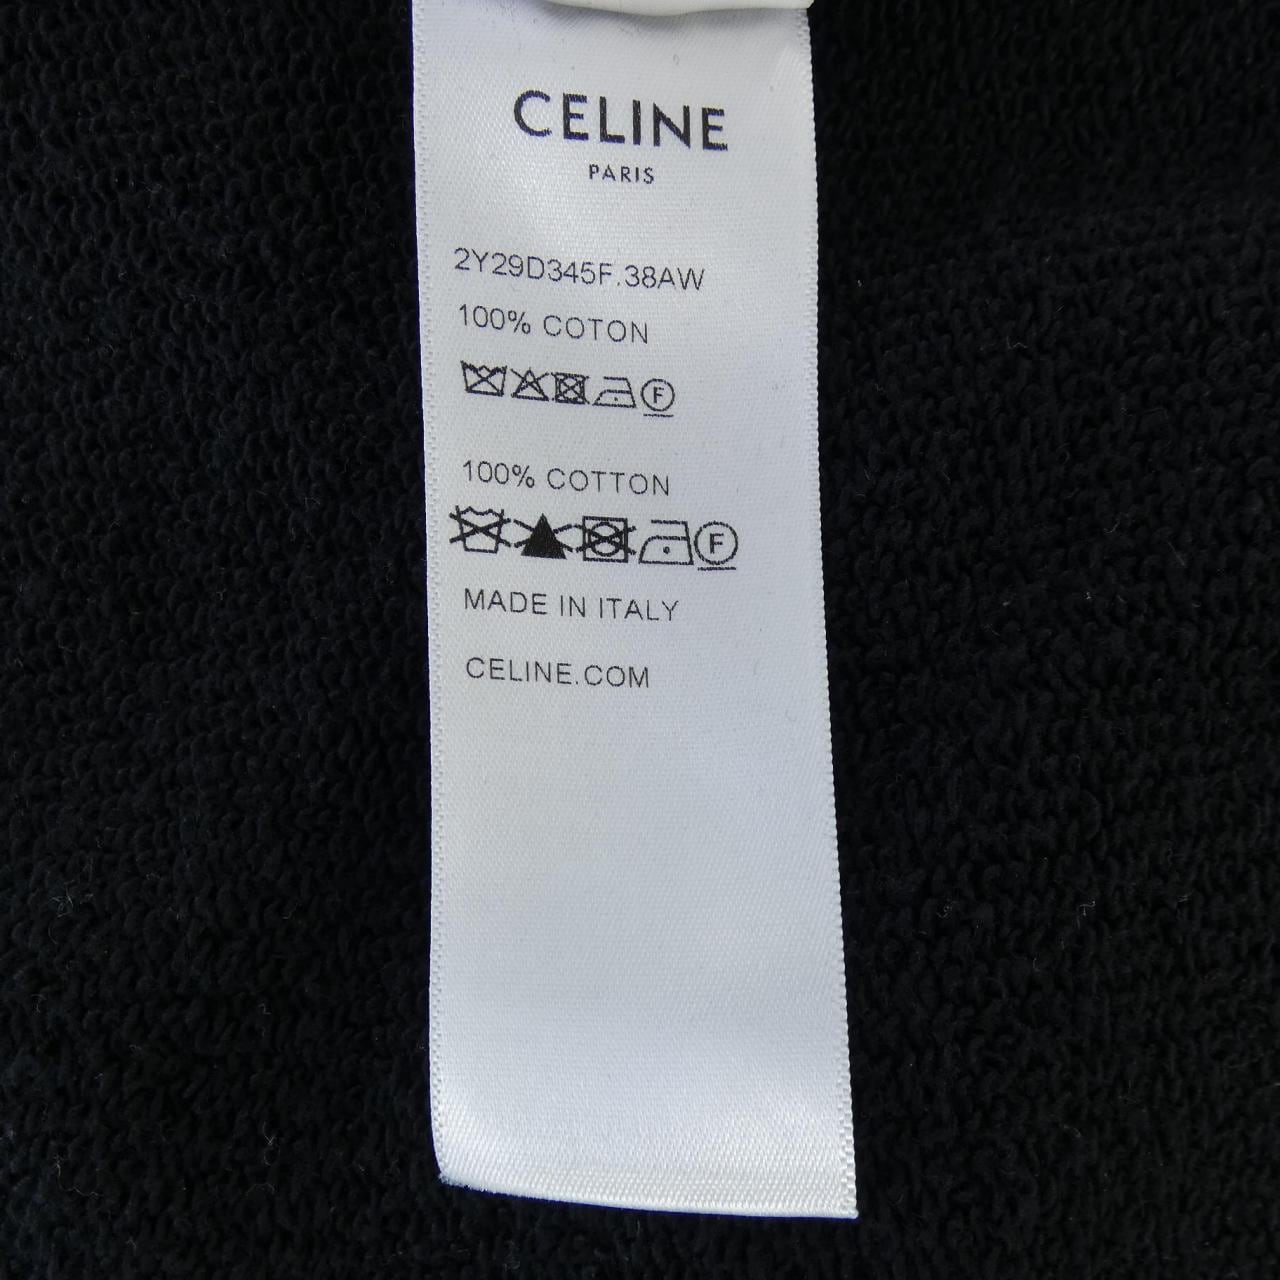 CELINE
PARIS
2Y29D345F.38AW
100% COTON
F
100% COTTON
F
MADE IN ITALY
CELINE.COM